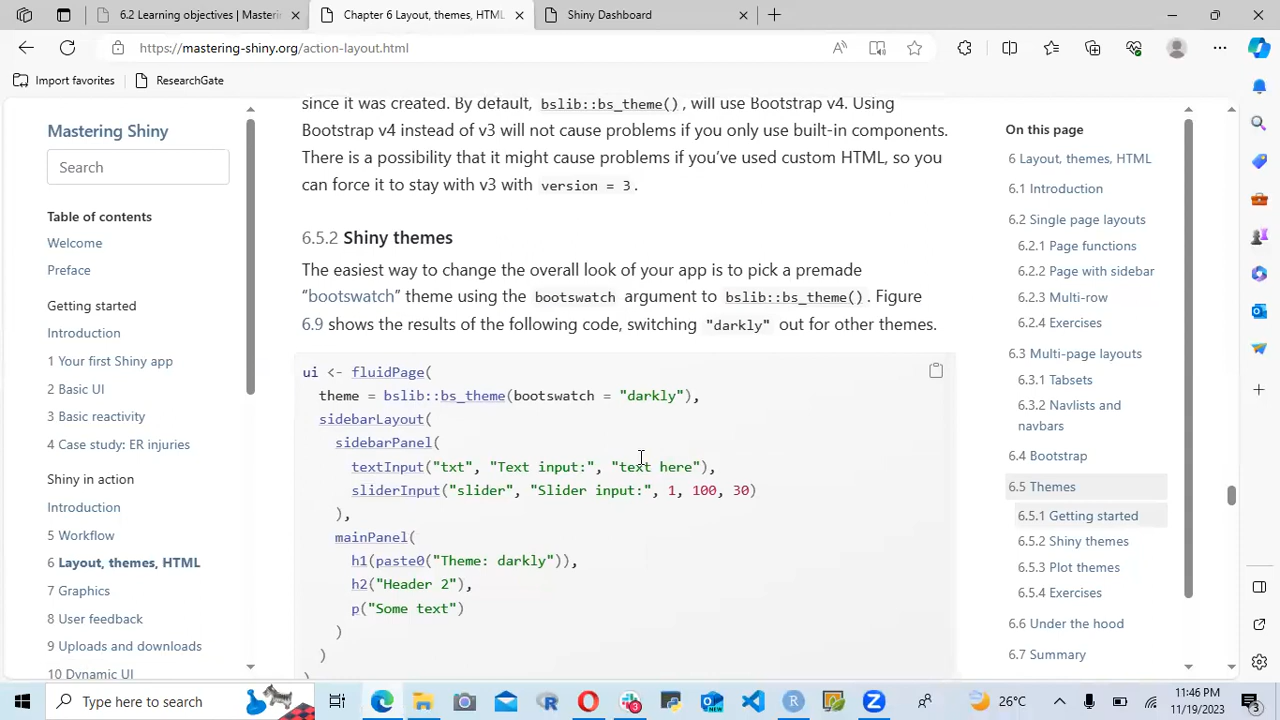 6.2 Learning objectives | Masterin
Chapter 6 Layout, themes, HTML
Shiny Dashboard
https://mastering-shiny.org/action-layout.html
Import favorites
ResearchGate
Mastering Shiny
Search
Table of contents
Welcome
Preface
Getting started
Introduction
1 Your first Shiny app
2 Basic UI
3 Basic reactivity
4 Case study: ER injuries
Shiny in action
Introduction
5 Workflow
6 Layout, themes, HTML
7 Graphics
8 User feedback
9 Uploads and downloads
10 Dynamic UI
since it was created. By default, bslib::bs_theme(), will use Bootstrap v4. Using
Bootstrap v4 instead of v3 will not cause problems if you only use built-in components.
There is a possibility that it might cause problems if you’ve used custom HTML, so you
can force it to stay with v3 with version = 3.
6.5.2 Shiny themes
The easiest way to change the overall look of your app is to pick a premade
“bootswatch” theme using the bootswatch argument to bslib::bs_theme(). Figure
6.9 shows the results of the following code, switching "darkly" out for other themes.
ui <- fluidPage(
theme = bslib::bs_theme(bootswatch = "darkly"),
sidebarLayout(
sidebarPanel(
textInput("txt", "Text input:", "text here"),
sliderInput("slider", "Slider input:", 1, 100, 30)
),
mainPanel(
h1(paste0("Theme: darkly")),
h2("Header 2"),
p("Some text")
)
)
On this page
6 Layout, themes, HTML
6.1 Introduction
6.2 Single page layouts
6.2.1 Page functions
6.2.2 Page with sidebar
6.2.3 Multi-row
6.2.4 Exercises
6.3 Multi-page layouts
6.3.1 Tabsets
6.3.2 Navlists and
navbars
6.4 Bootstrap
6.5 Themes
6.5.1 Getting started
6.5.2 Shiny themes
6.5.3 Plot themes
6.5.4 Exercises
6.6 Under the hood
6.7 Summary
Type here to search
26°C
11:46 PM
11/19/2023